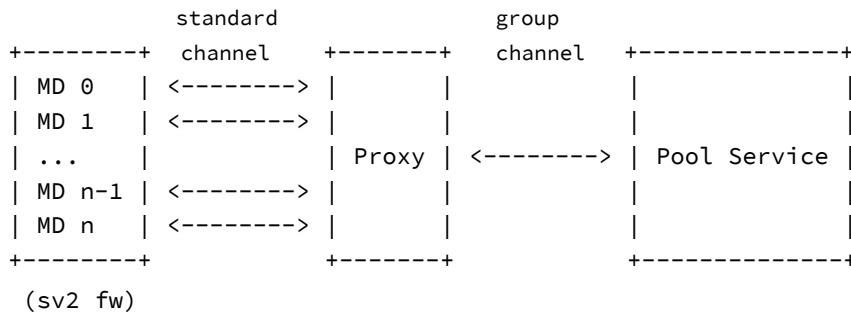 standard                       group
+--------+     channel     +-------+     channel     +--------------+
| MD 0   | <--------> |       |                 |              |
| MD 1   | <--------> |       |                 |              |
| ...    |            | Proxy | <--------> | Pool Service |
| MD n-1 | <--------> |       |                 |              |
| MD n   | <--------> |       |                 |              |
+--------+            +-------+                 +--------------+
(sv2 fw)